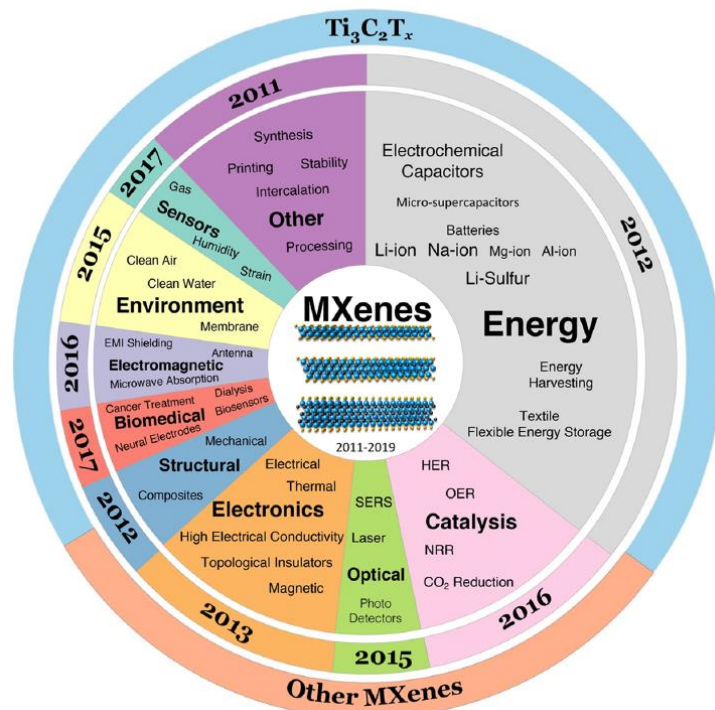 Ti₃C₂Tₓ
2011
Synthesis
Printing
Stability
Intercalation
Other
Processing
2012
Electrochemical
Capacitors
Micro-supercapacitors
Batteries
Li-ion
Na-ion
Mg-ion
Al-ion
Li-Sulfur
Energy
Energy
Harvesting
Textile
Flexible Energy Storage
2016
HER
OER
Catalysis
NRR
CO₂ Reduction
2015
SERS
Laser
Optical
Photo
Detectors
2013
Electrical
Thermal
Electronics
High Electrical Conductivity
Topological Insulators
Magnetic
2012
Mechanical
Structural
Composites
2017
Cancer Treatment
Dialysis
Biomedical
Biosensors
Neural Electrodes
2016
EMI Shielding
Antenna
Electromagnetic
Microwave Absorption
2015
Clean Air
Clean Water
Environment
Membrane
2017
Gas
Sensors
Humidity
Strain
MXenes
2011-2019
Other MXenes